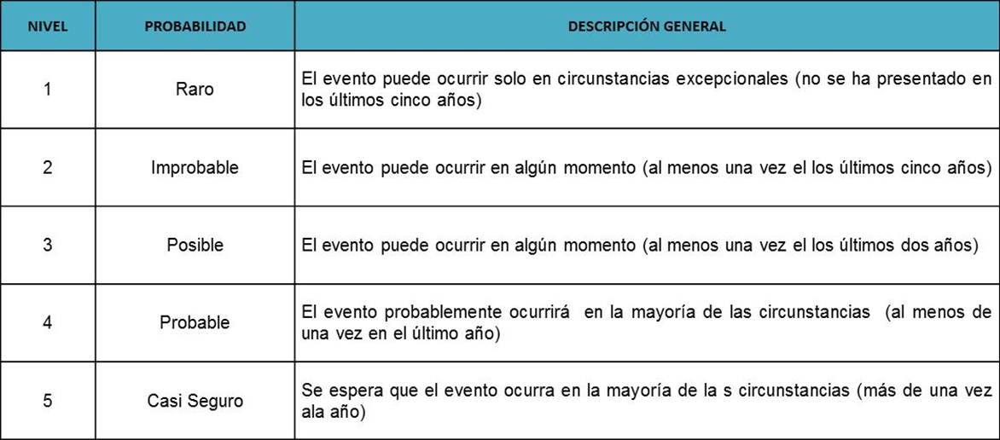 NIVEL PROBABILIDAD DESCRIPCIÓN GENERAL
1 Raro El evento puede ocurrir solo en circunstancias excepcionales (no se ha presentado en
los últimos cinco años)
2 Improbable El evento puede ocurrir en algún momento (al menos una vez el los últimos cinco años)
3 Posible El evento puede ocurrir en algún momento (al menos una vez el los últimos dos años)
4 Probable El evento probablemente ocurrirá en la mayoría de las circunstancias (al menos de
una vez en el último año)
5 Casi Seguro Se espera que el evento ocurra en la mayoría de la s circunstancias (más de una vez
ala año)